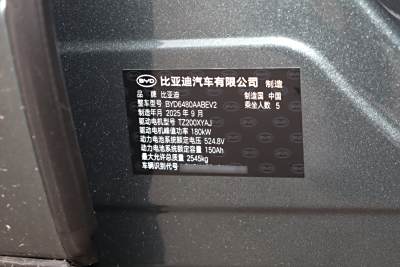 BYD 比亚迪汽车有限公司 制造
品牌 比亚迪 制造国 中国
整车型号 BYD6480AABEV2 乘坐人数 5
制造年月 2025 年 9 月
驱动电机型号 TZ200XYAJ
驱动电机峰值功率 180kW
动力电池系统额定电压 524.8V
动力电池系统额定容量 150Ah
最大允许总质量 2545kg
车辆识别代号